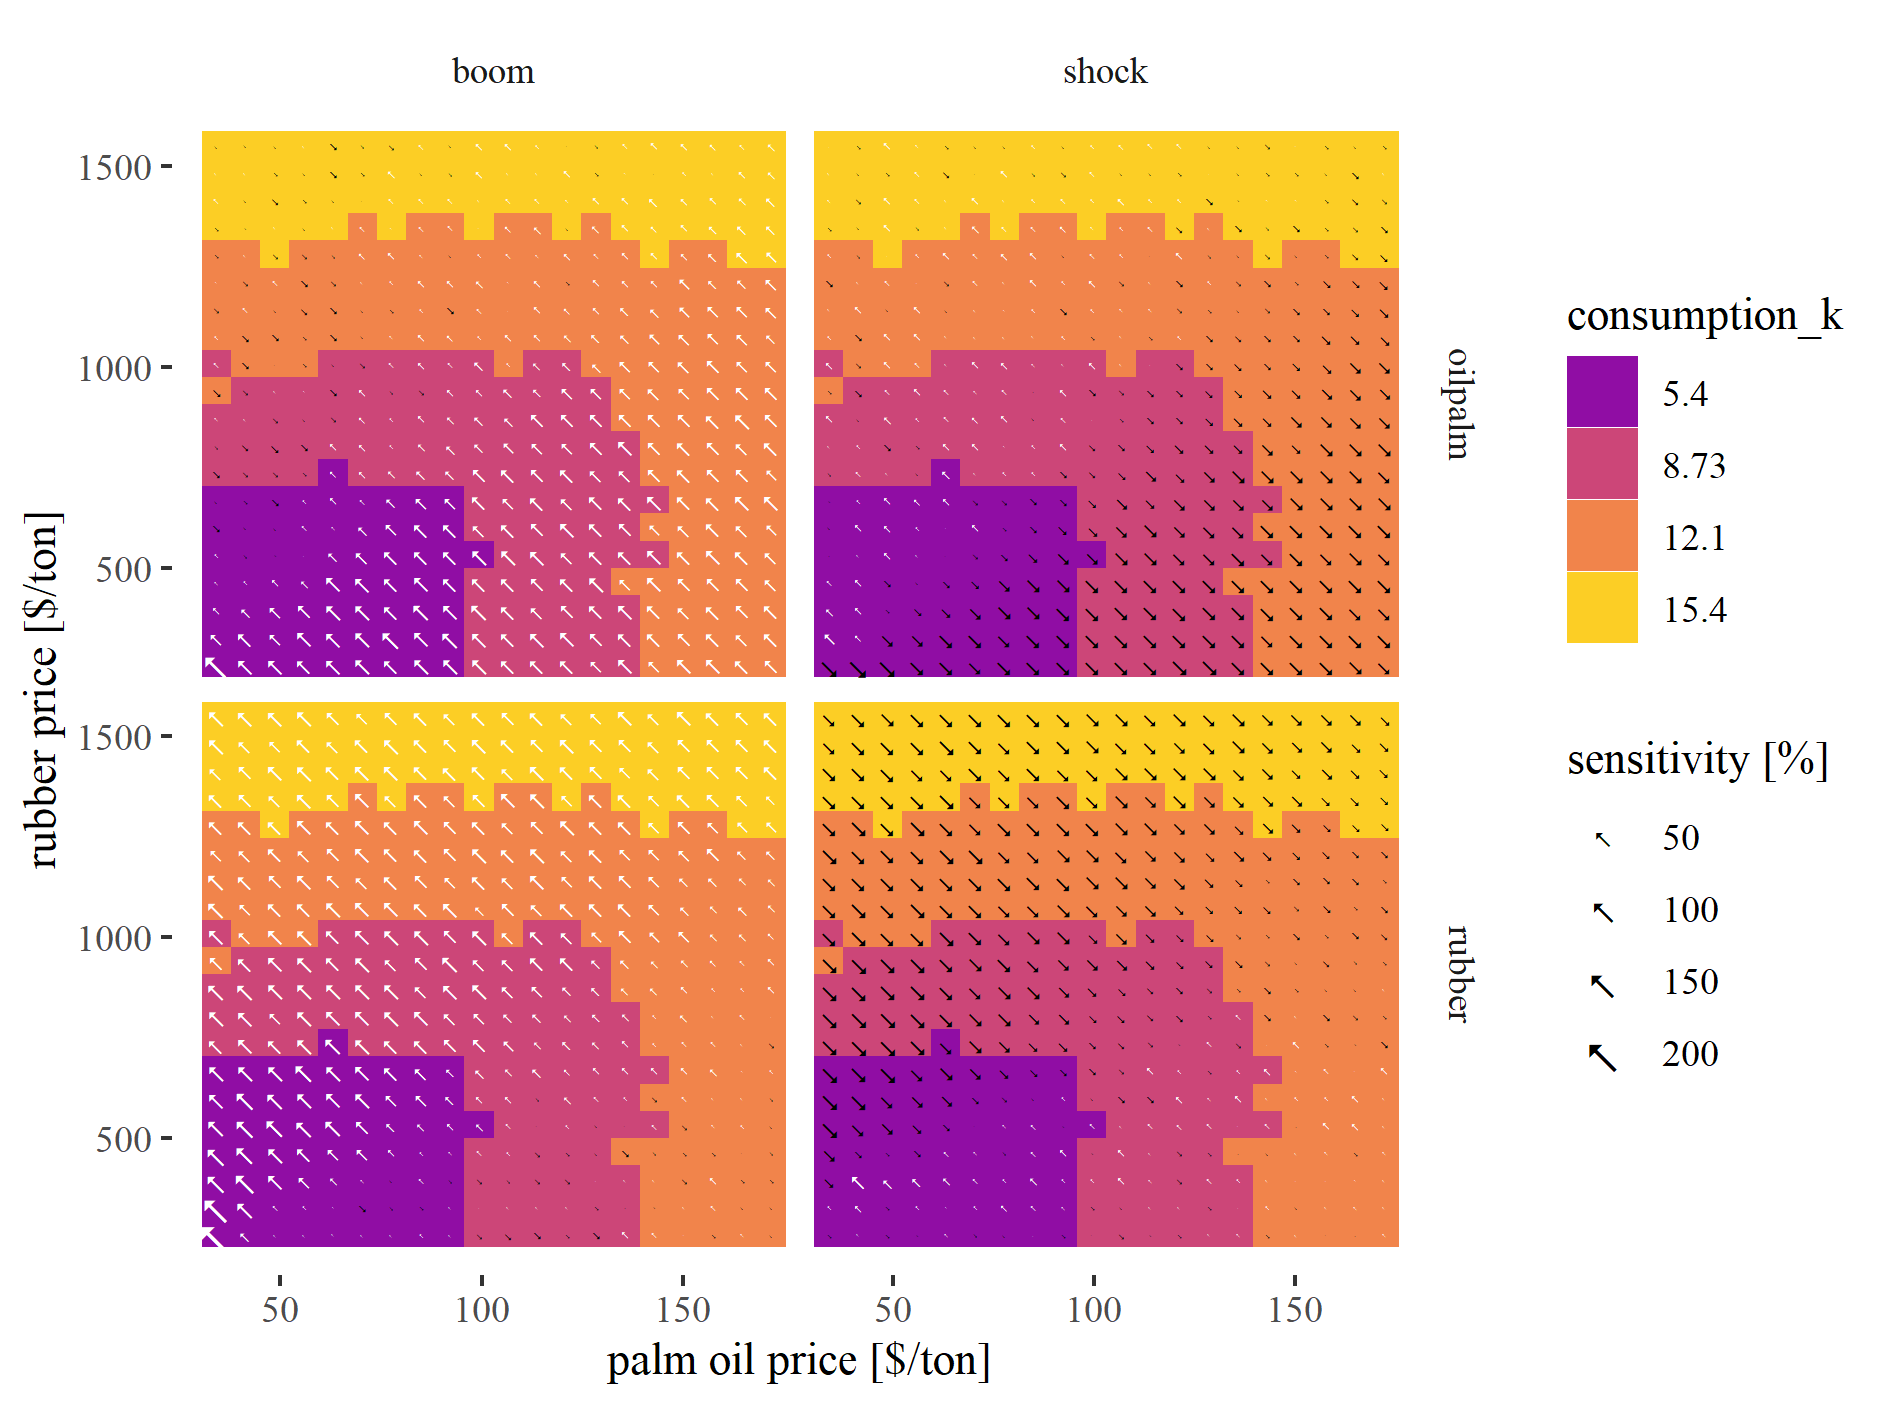 boom
shock
1500
1000
500
1500
1000
500
rubber price [$/ton]
oilpalm
rubber
50
100
150
50
100
150
palm oil price [$/ton]
consumption_k
5.4
8.73
12.1
15.4
sensitivity [%]
50
100
150
200